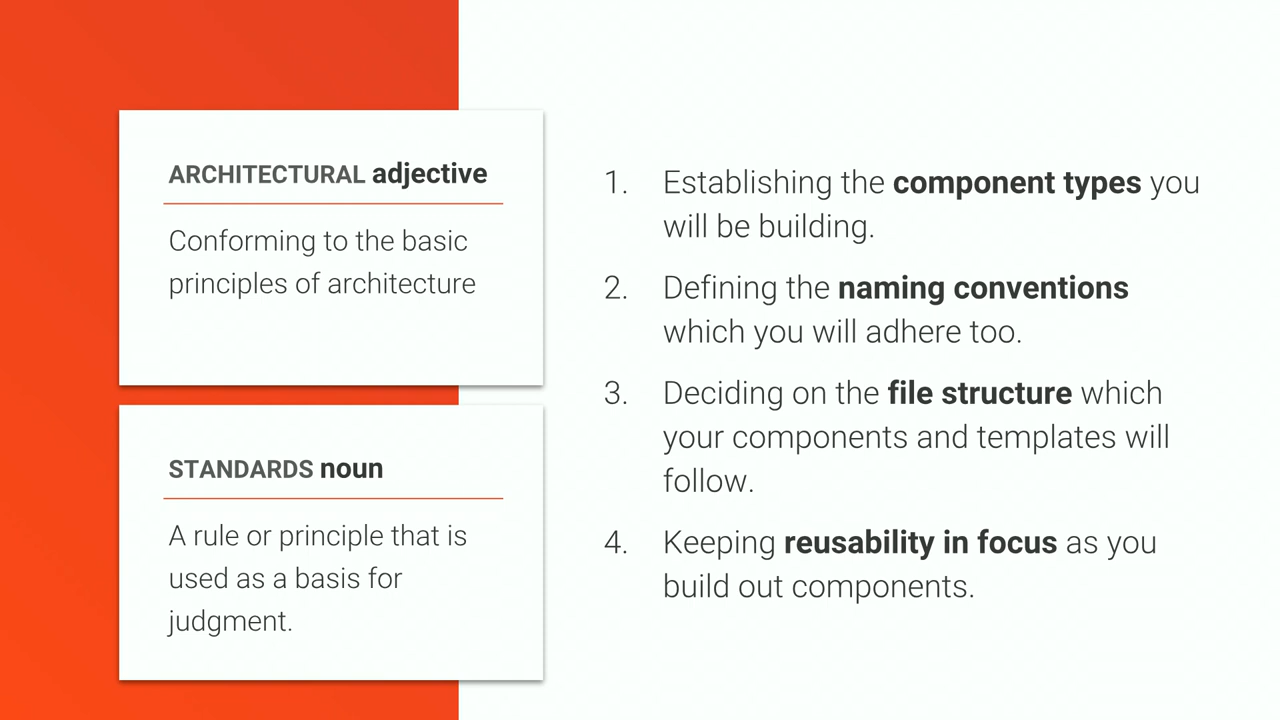 ARCHITECTURAL adjective
Conforming to the basic
principles of architecture
STANDARDS noun
A rule or principle that is
used as a basis for
judgment.
1. Establishing the component types you
will be building.
2. Defining the naming conventions
which you will adhere too.
3. Deciding on the file structure which
your components and templates will
follow.
4. Keeping reusability in focus as you
build out components.